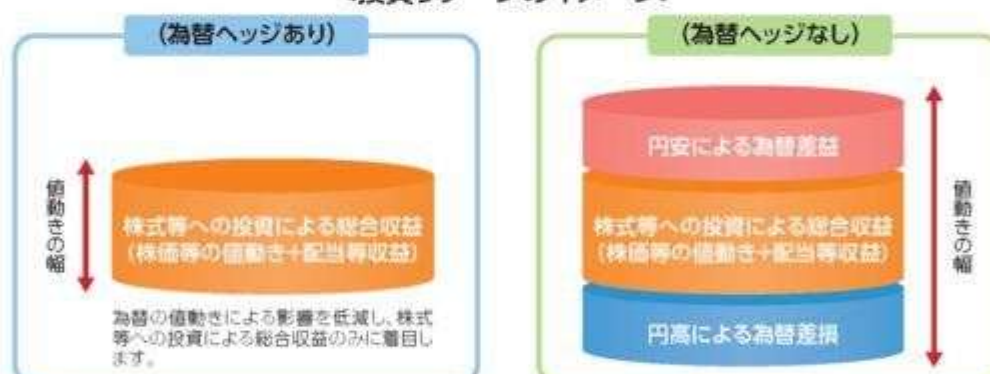 (為替ヘッジあり)
値動きの幅
株式等への投資による総合収益
(株価等の値動き+配当等収益)
為替の値動きによる影響を低減し、株式
等への投資による総合収益のみに着目し
ます。
(為替ヘッジなし)
円安による為替差益
株式等への投資による総合収益
(株価等の値動き+配当等収益)
円高による為替差損
値動きの幅